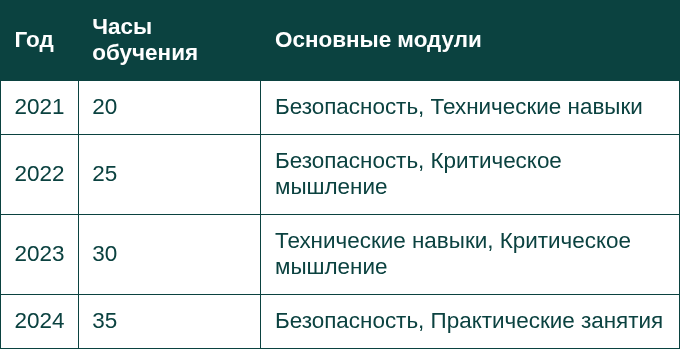 Год
Часы
обучения
Основные модули
2021
20
Безопасность, Технические навыки
2022
25
Безопасность, Критическое
мышление
2023
30
Технические навыки, Критическое
мышление
2024
35
Безопасность, Практические занятия